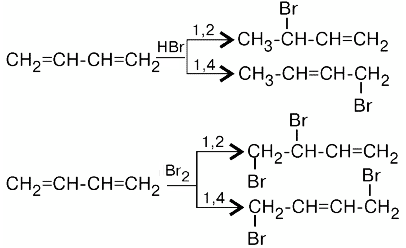 Br
1,2
CH3-CH-CH=CH2
CH2=CH-CH=CH2
HBr
1,4
CH3-CH=CH-CH2
Br
Br
1,2
CH2-CH-CH=CH2
Br
CH2=CH-CH=CH2
Br2
Br
1,4
CH2-CH=CH-CH2
Br